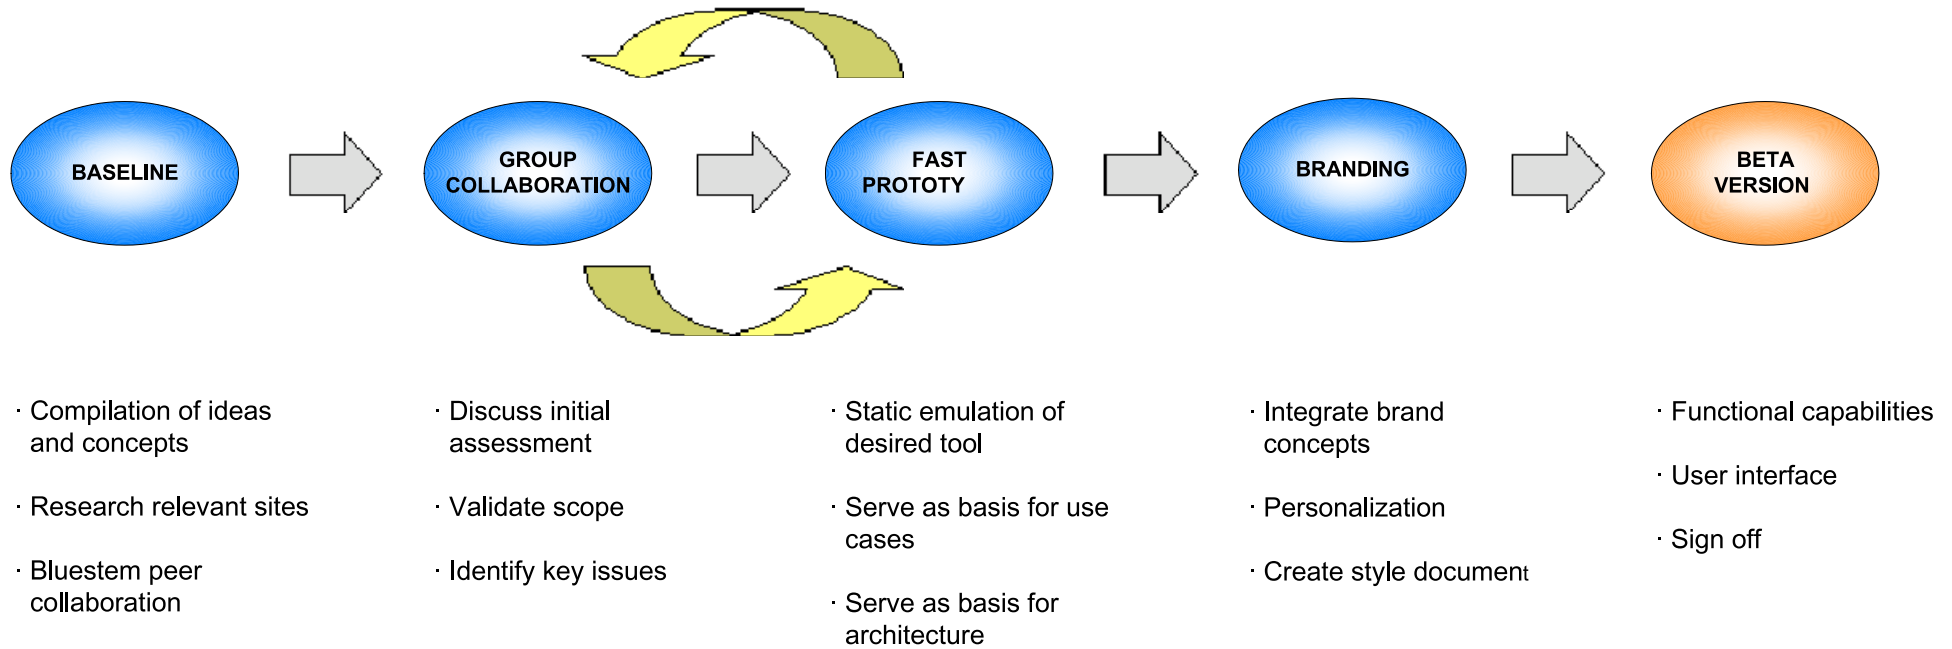 BASELINE
GROUP
COLLABORATION
FAST
PROTOTY
BRANDING
BETA
VERSION
· Compilation of ideas
and concepts
· Research relevant sites
· Bluestem peer
collaboration
· Discuss initial
assessment
· Validate scope
· Identify key issues
· Static emulation of
desired tool
· Serve as basis for use
cases
· Serve as basis for
architecture
· Integrate brand
concepts
· Personalization
· Create style document
· Functional capabilities
· User interface
· Sign off